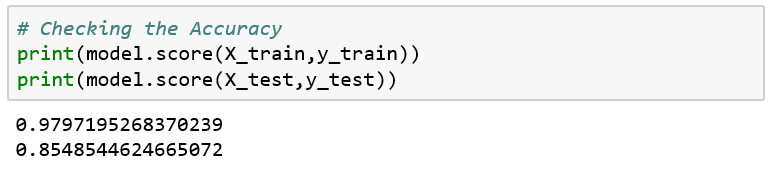 # Checking the Accuracy
print(model.score(X_train,y_train))
print(model.score(X_test,y_test))
0.9797195268370239
0.8548544624665072